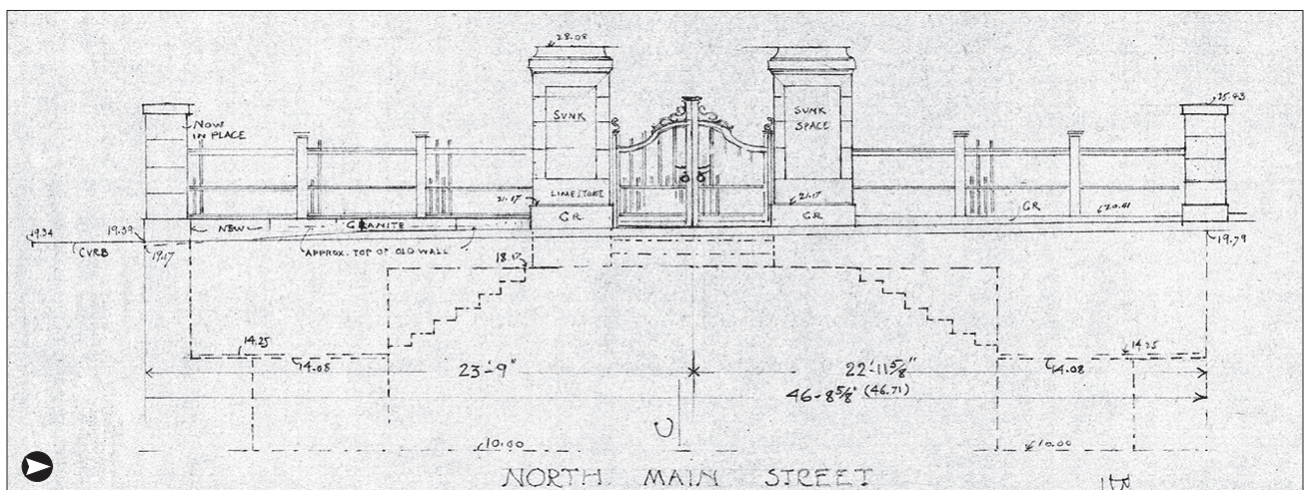 28.08
25.43
NOW
IN PLACE
SUNK
SUNK
SPACE
LIMESTONE
21.17
21.17
GR
GR
GR
20.41
NEW
GRANITE
19.34
19.39
CURB
19.17
APPROX. TOP OF OLD WALL
18.17
19.79
14.25
14.08
14.25
14.08
23'-9"
22'-11 5/8"
46-8 5/8" (46.71)
10.00
10.00
NORTH MAIN STREET